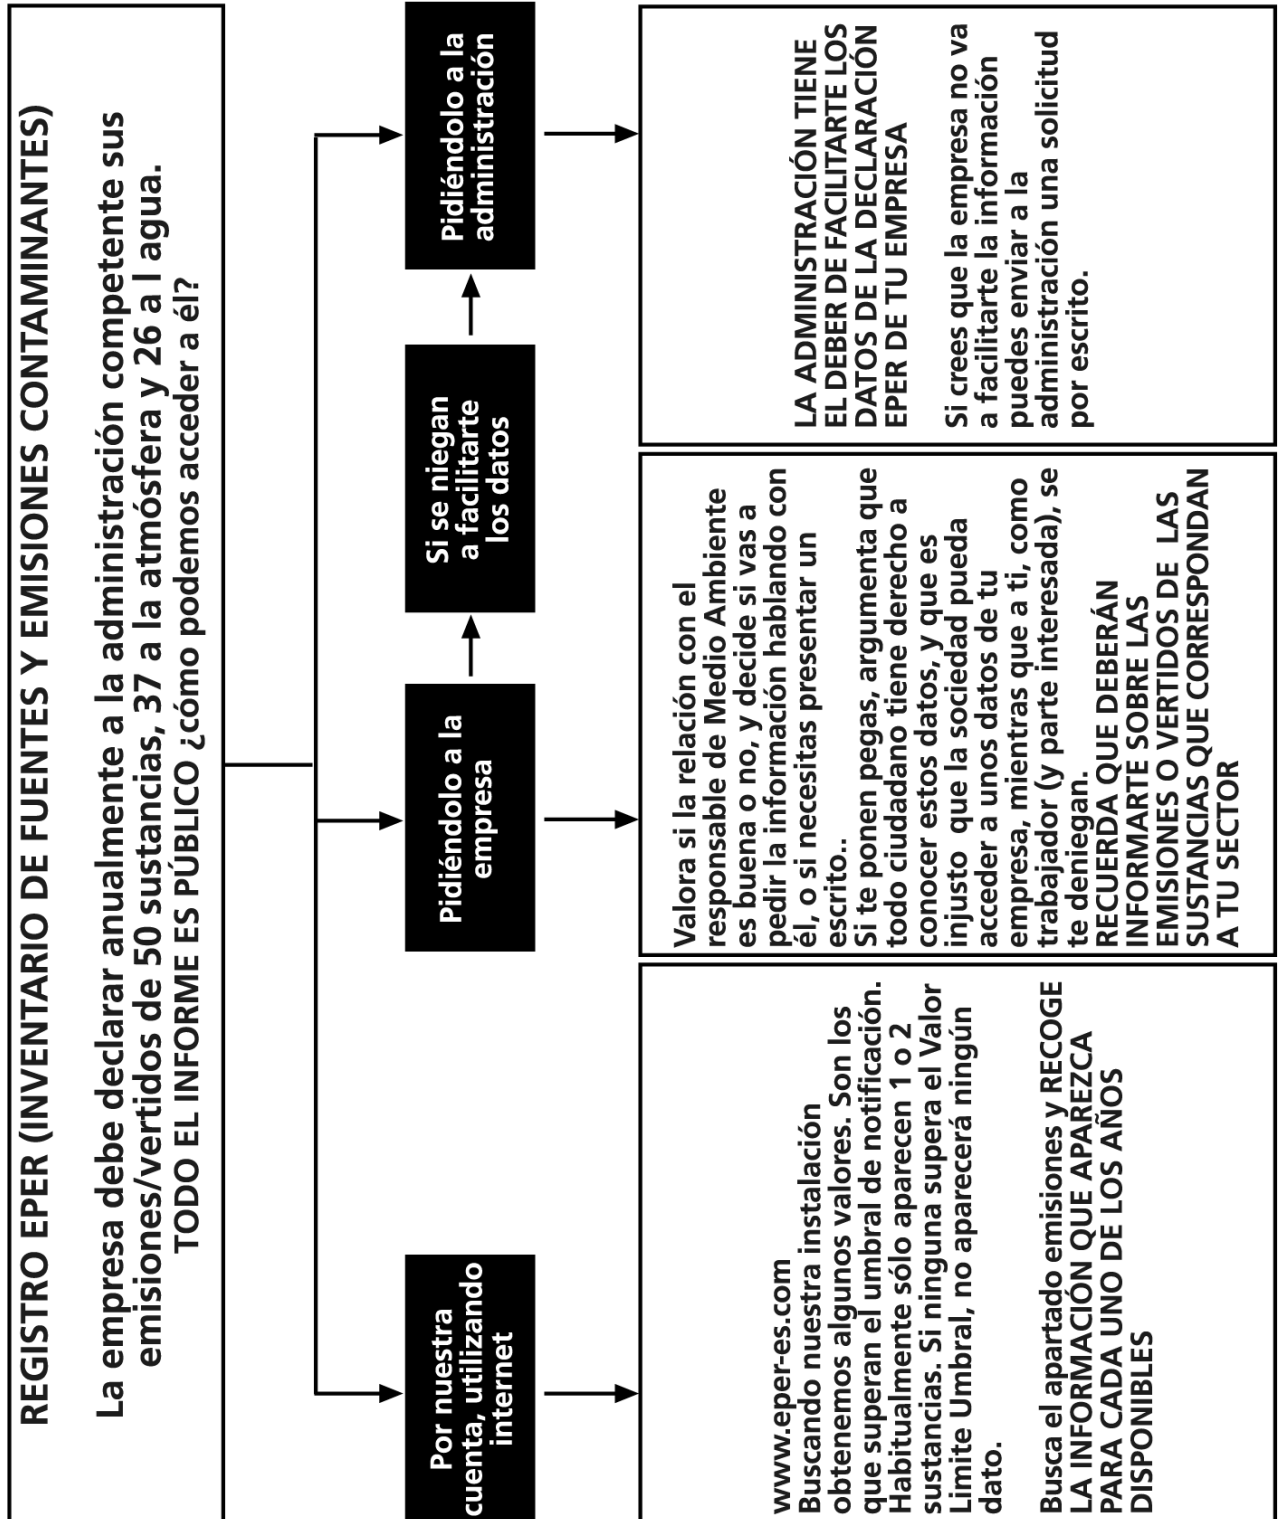 REGISTRO EPER (INVENTARIO DE FUENTES Y EMISIONES CONTAMINANTES)
La empresa debe declarar anualmente a la administración competente sus
emisiones/vertidos de 50 sustancias, 37 a la atmósfera y 26 a l agua.
TODO EL INFORME ES PÚBLICO ¿cómo podemos acceder a él?
Por nuestra
cuenta, utilizando
internet
Pidiéndolo a la
empresa
Si se niegan
a facilitarte
los datos
Pidiéndolo a la
administración
www.eper-es.com
Buscando nuestra instalación
obtenemos algunos valores. Son los
que superan el umbral de notificación.
Habitualmente sólo aparecen 1 o 2
sustancias. Si ninguna supera el Valor
Limite Umbral, no aparecerá ningún
dato.
Busca el apartado emisiones y RECOGE
LA INFORMACIÓN QUE APAREZCA
PARA CADA UNO DE LOS AÑOS
DISPONIBLES
Valora si la relación con el
responsable de Medio Ambiente
es buena o no, y decide si vas a
pedir la información hablando con
él, o si necesitas presentar un
escrito..
Si te ponen pegas, argumenta que
todo ciudadano tiene derecho a
conocer estos datos, y que es
injusto que la sociedad pueda
acceder a unos datos de tu
empresa, mientras que a ti, como
trabajador (y parte interesada), se
te deniegan.
RECUERDA QUE DEBERÁN
INFORMARTE SOBRE LAS
EMISIONES O VERTIDOS DE LAS
SUSTANCIAS QUE CORRESPONDAN
A TU SECTOR
LA ADMINISTRACIÓN TIENE
EL DEBER DE FACILITARTE LOS
DATOS DE LA DECLARACIÓN
EPER DE TU EMPRESA
Si crees que la empresa no va
a facilitarte la información
puedes enviar a la
administración una solicitud
por escrito.